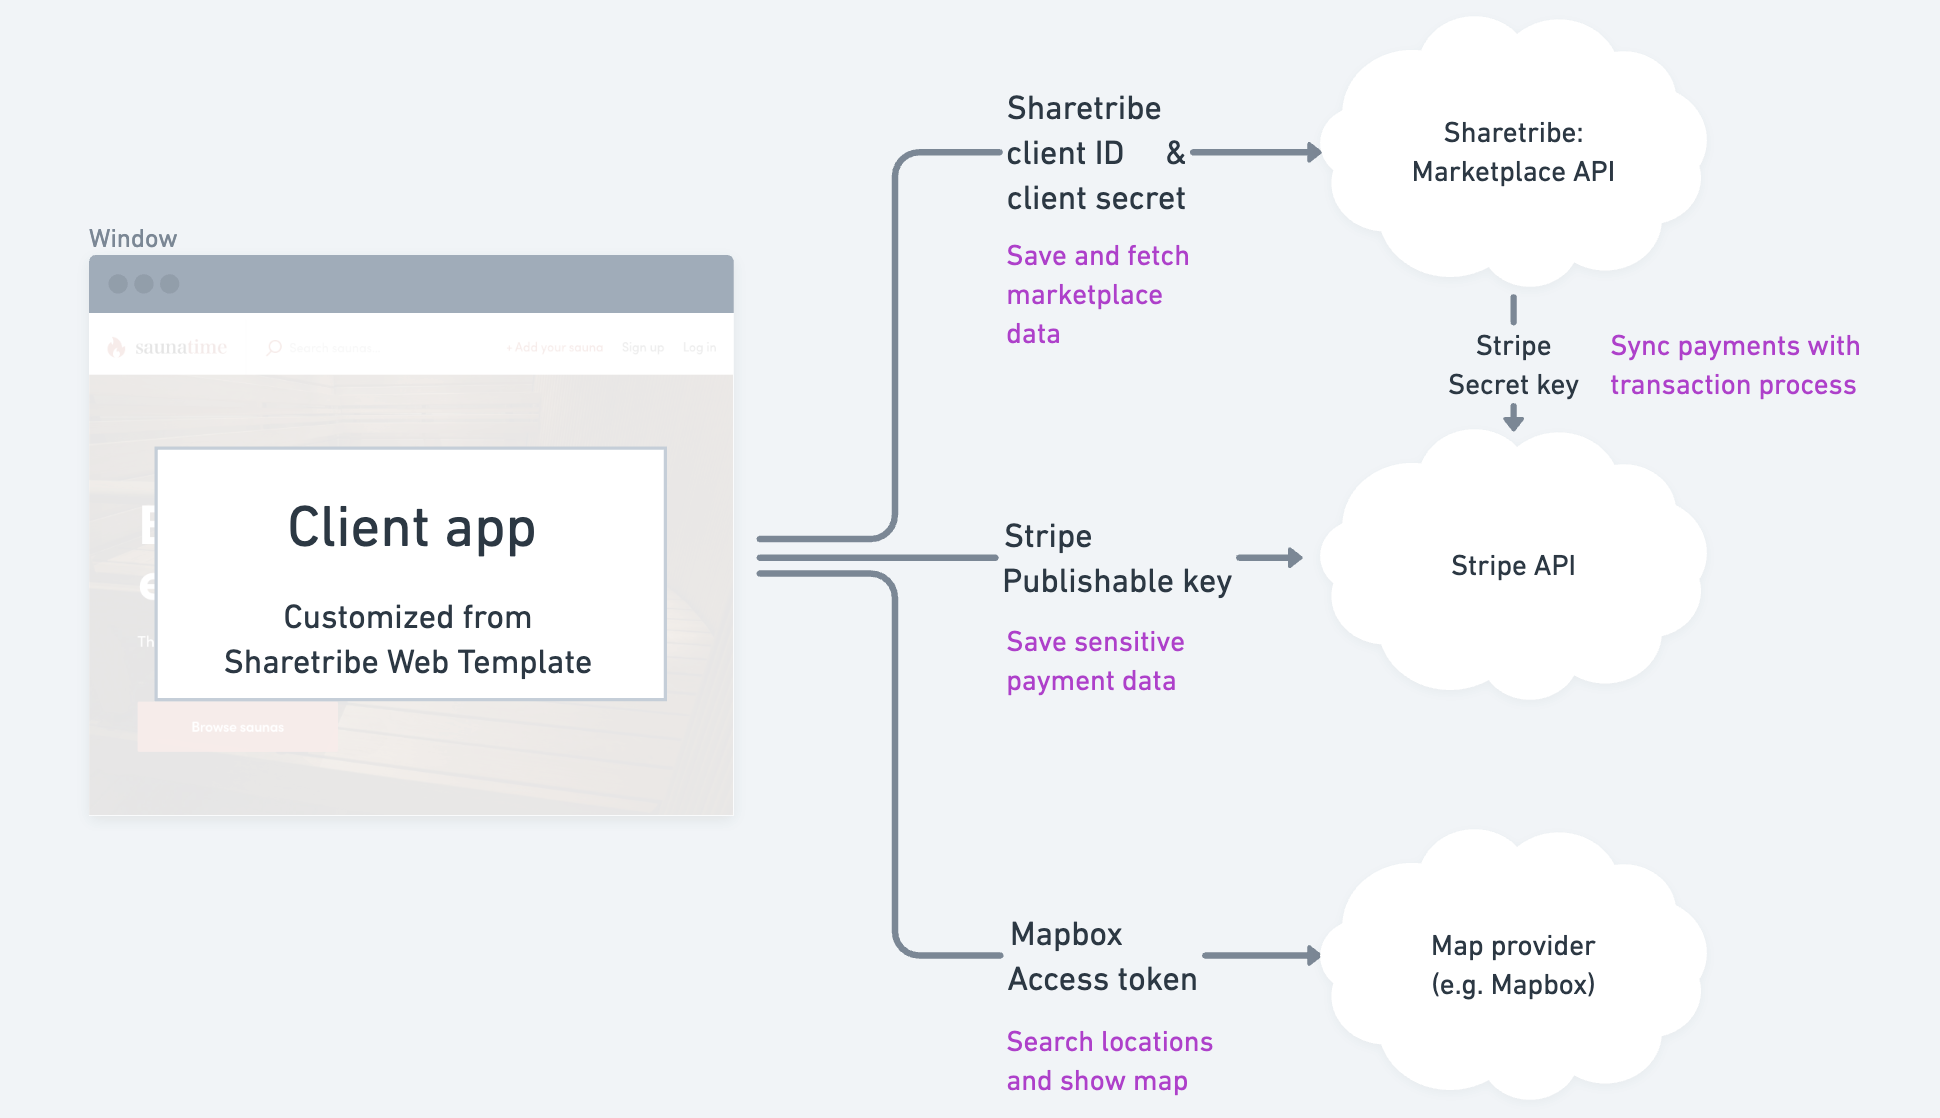 Window
saunatime
Search saunas
+ Add your sauna
Sign up
Log in
Client app
Customized from
Sharetribe Web Template
Th
Browse saunas
Sharetribe
client ID &
client secret
Save and fetch
marketplace
data
Sharetribe:
Marketplace API
Stripe
Secret key
Sync payments with
transaction process
Stripe
Publishable key
Save sensitive
payment data
Stripe API
Mapbox
Access token
Search locations
and show map
Map provider
(e.g. Mapbox)